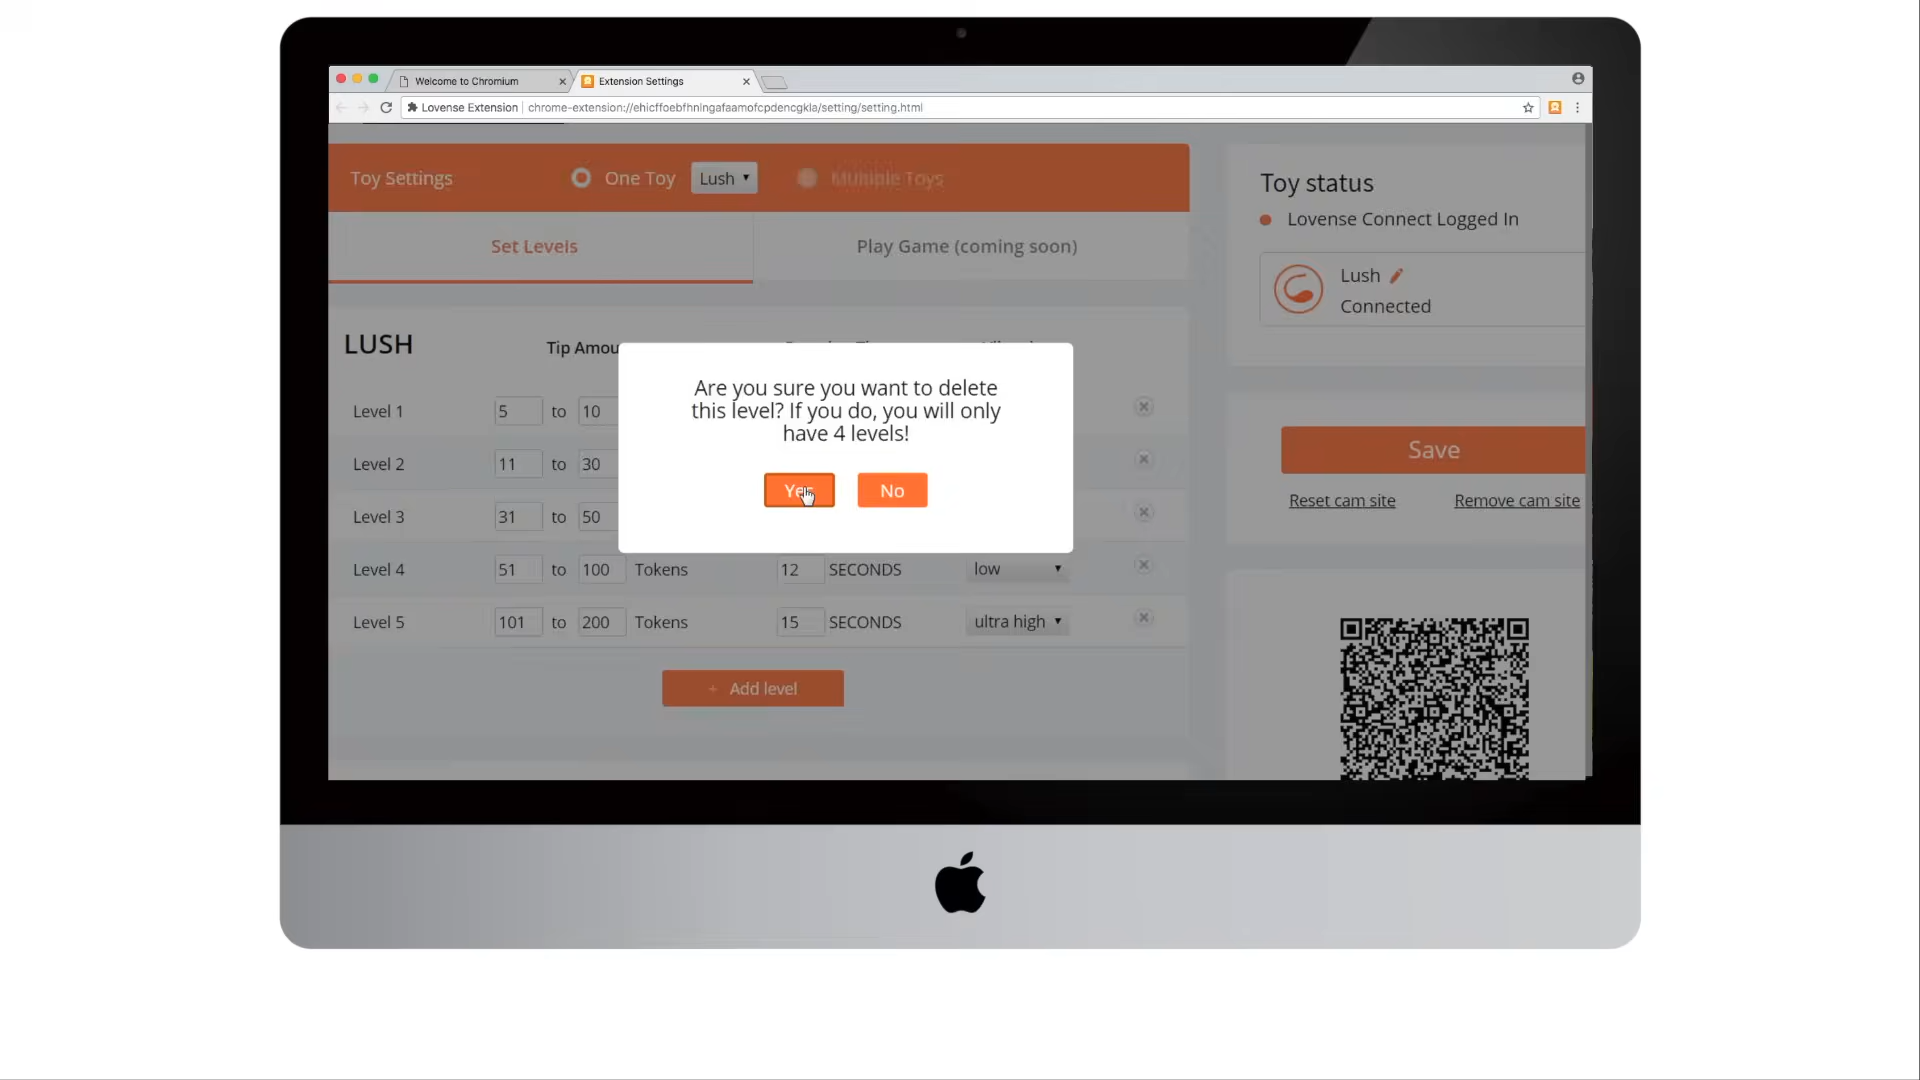 Welcome to Chromium
Extension Settings
Lovense Extension
chrome-extension://ehicffoebfhnlngafaamofcpdencgkla/setting/setting.html
Toy Settings
One Toy
Lush
Multiple Toys
Set Levels
Play Game (coming soon)
LUSH
Tip Amou
Are you sure you want to delete
this level? If you do, you will only
have 4 levels!
Yes
No
Level 1 5 to 10
Level 2 11 to 30
Level 3 31 to 50
Level 4 51 to 100 Tokens 12 SECONDS low
Level 5 101 to 200 Tokens 15 SECONDS ultra high
+ Add level
Toy status
Lovense Connect Logged In
Lush
Connected
Save
Reset cam site
Remove cam site